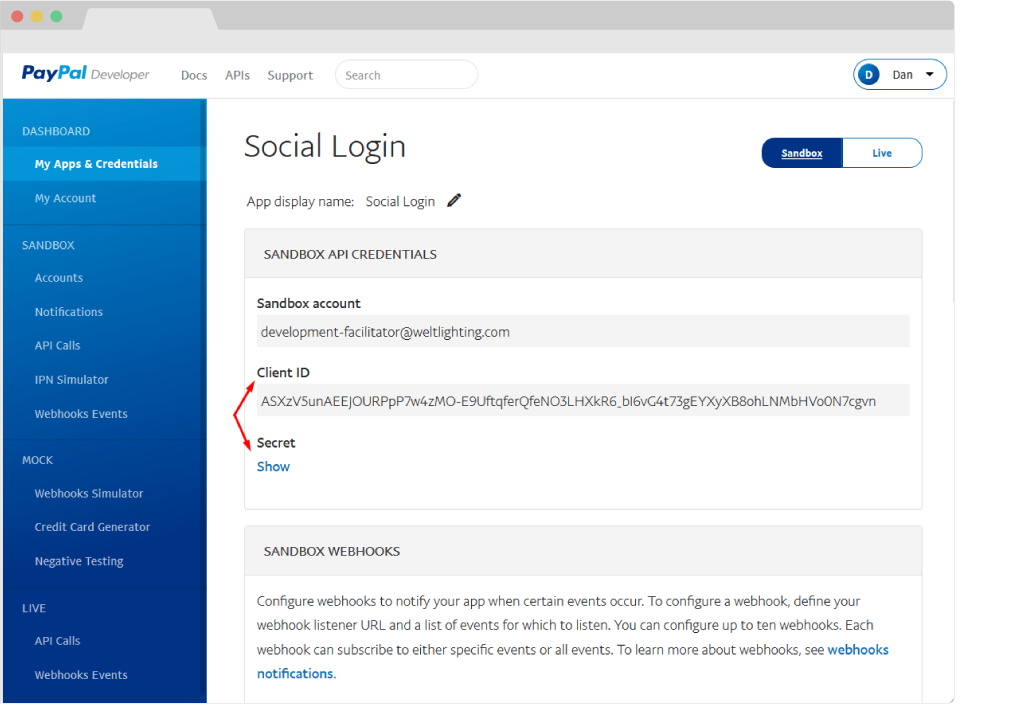 PayPal Developer
Docs APIs Support Search
D Dan
DASHBOARD
My Apps & Credentials
My Account
SANDBOX
Accounts
Notifications
API Calls
IPN Simulator
Webhooks Events
MOCK
Webhooks Simulator
Credit Card Generator
Negative Testing
LIVE
API Calls
Webhooks Events
Social Login
Sandbox Live
App display name: Social Login
SANDBOX API CREDENTIALS
Sandbox account
development-facilitator@weltlighting.com
Client ID
ASXzV5unAEEJOURPpP7w4zMO-E9UftqferQfeNO3LHXkR6_bI6vG4t73gEYXyXB8ohLNMbHVo0N7cgvn
Secret
Show
SANDBOX WEBHOOKS
Configure webhooks to notify your app when certain events occur. To configure a webhook, define your
webhook listener URL and a list of events for which to listen. You can configure up to ten webhooks. Each
webhook can subscribe to either specific events or all events. To learn more about webhooks, see webhooks
notifications.